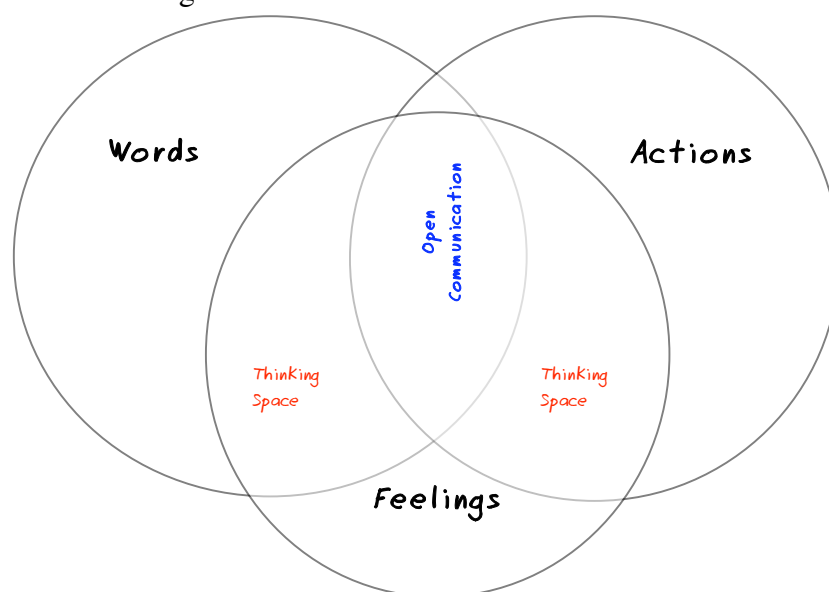 Words
Actions
Open
Communication
Thinking
Space
Thinking
Space
Feelings